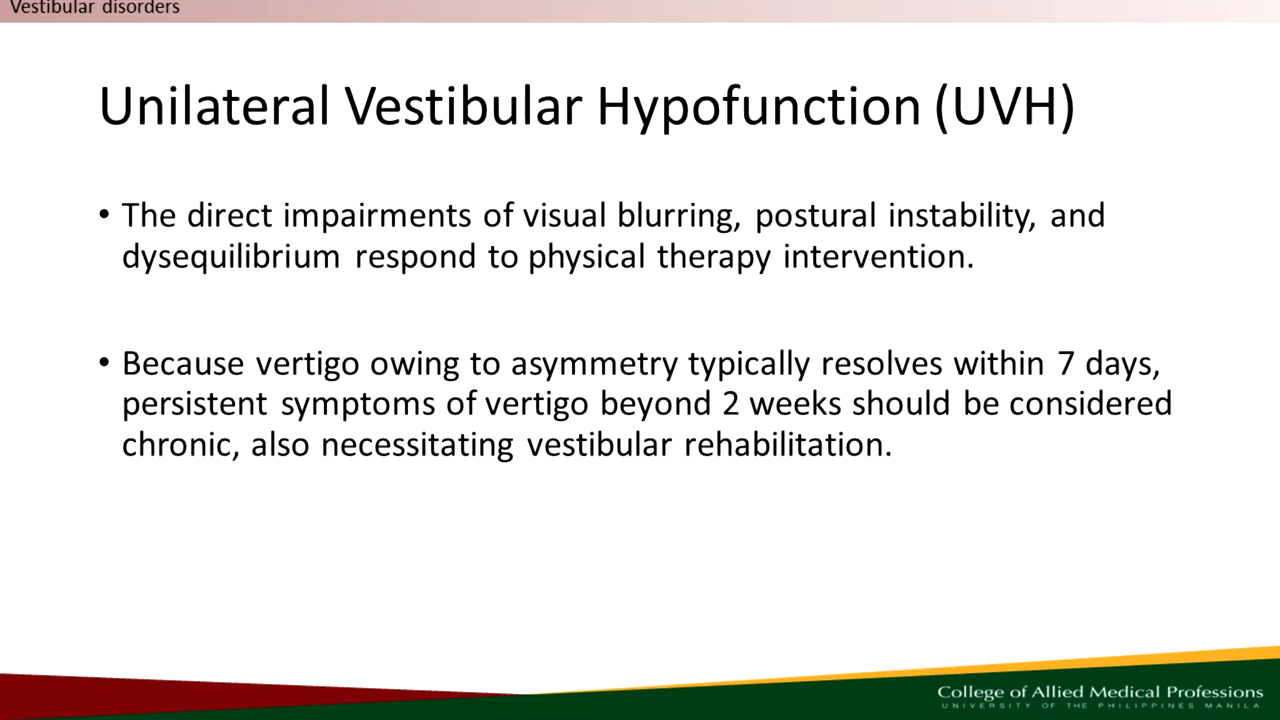 Vestibular disorders
Unilateral Vestibular Hypofunction (UVH)
• The direct impairments of visual blurring, postural instability, and
dysequilibrium respond to physical therapy intervention.
• Because vertigo owing to asymmetry typically resolves within 7 days,
persistent symptoms of vertigo beyond 2 weeks should be considered
chronic, also necessitating vestibular rehabilitation.
College of Allied Medical Professions
UNIVERSITY OF THE PHILIPPINES MANILA